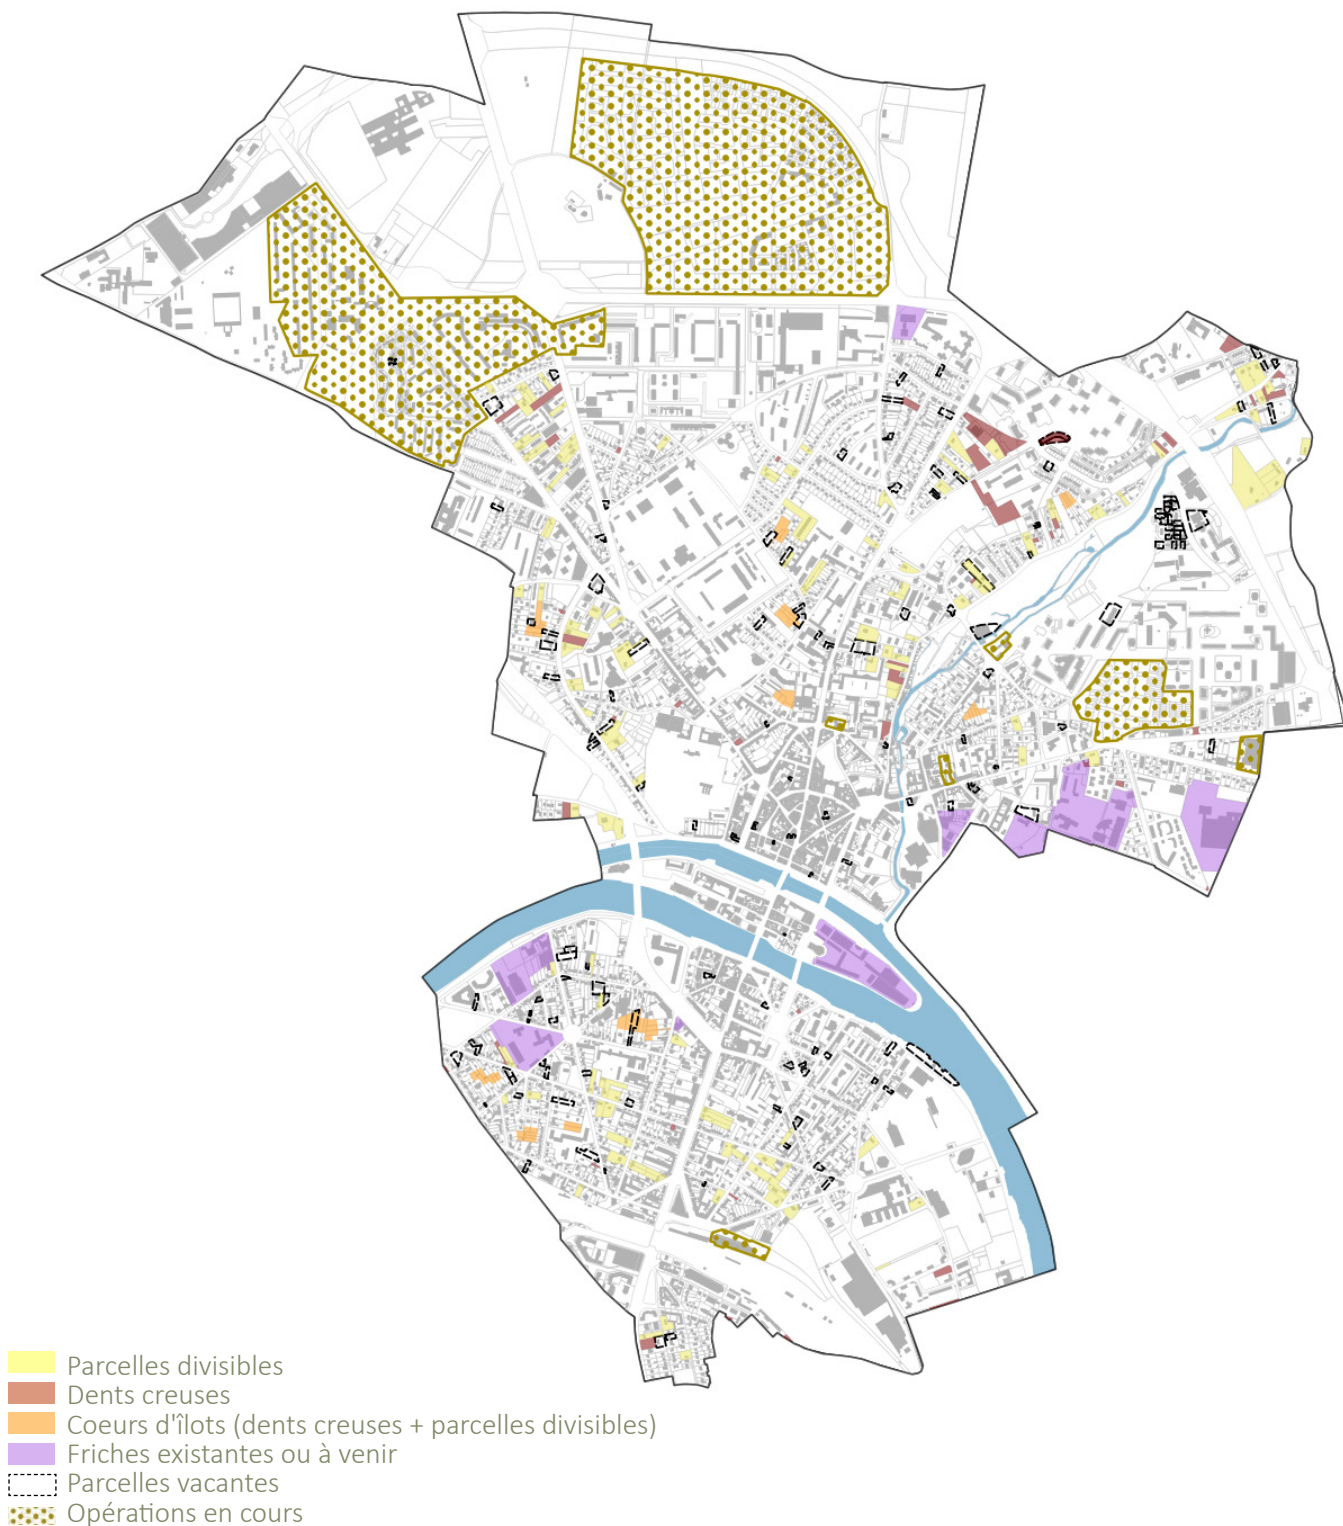 Parcelles divisibles
Dents creuses
Coeurs d'îlots (dents creuses + parcelles divisibles)
Friches existantes ou à venir
Parcelles vacantes
Opérations en cours